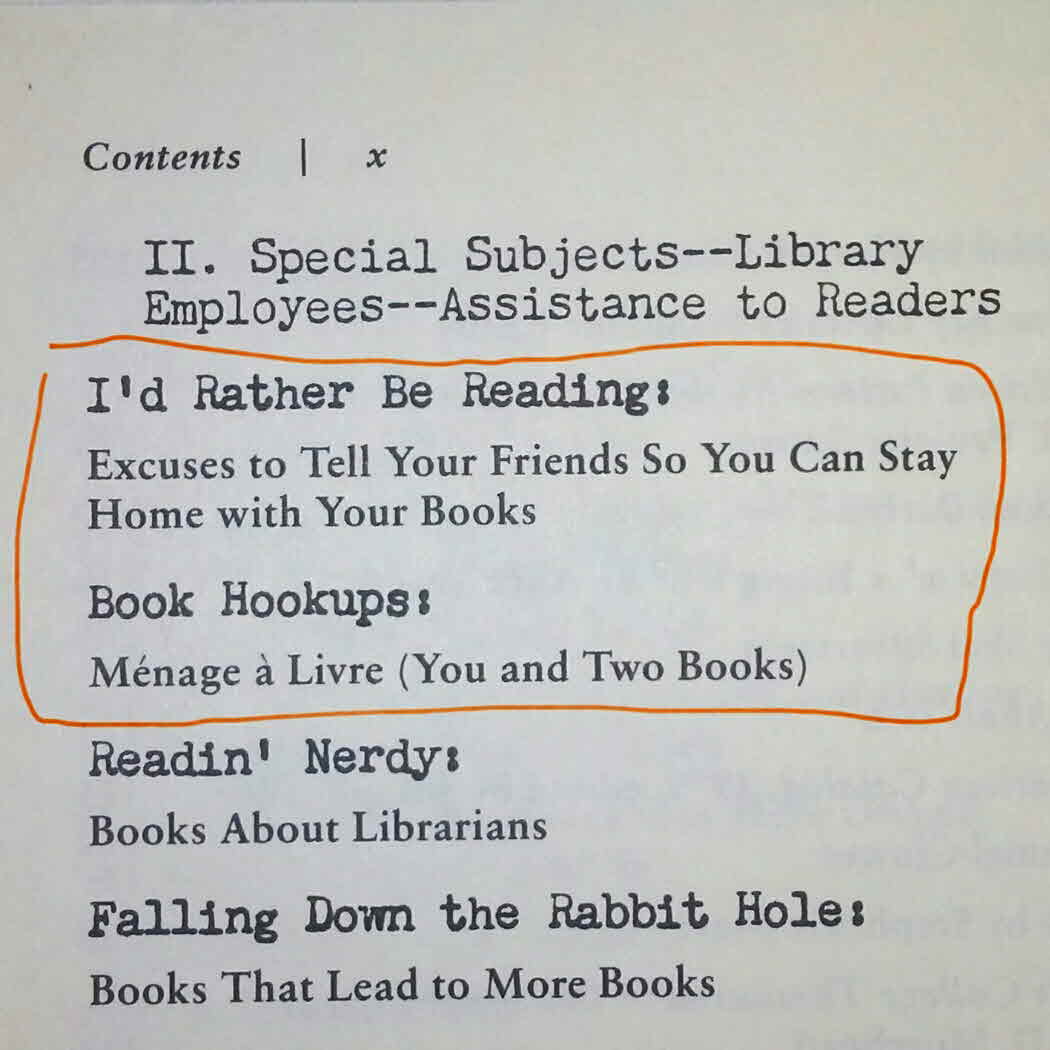 Contents | x
II. Special Subjects--Library
Employees--Assistance to Readers
I'd Rather Be Reading:
Excuses to Tell Your Friends So You Can Stay
Home with Your Books
Book Hookups:
Ménage à Livre (You and Two Books)
Readin' Nerdy:
Books About Librarians
Falling Down the Rabbit Hole:
Books That Lead to More Books